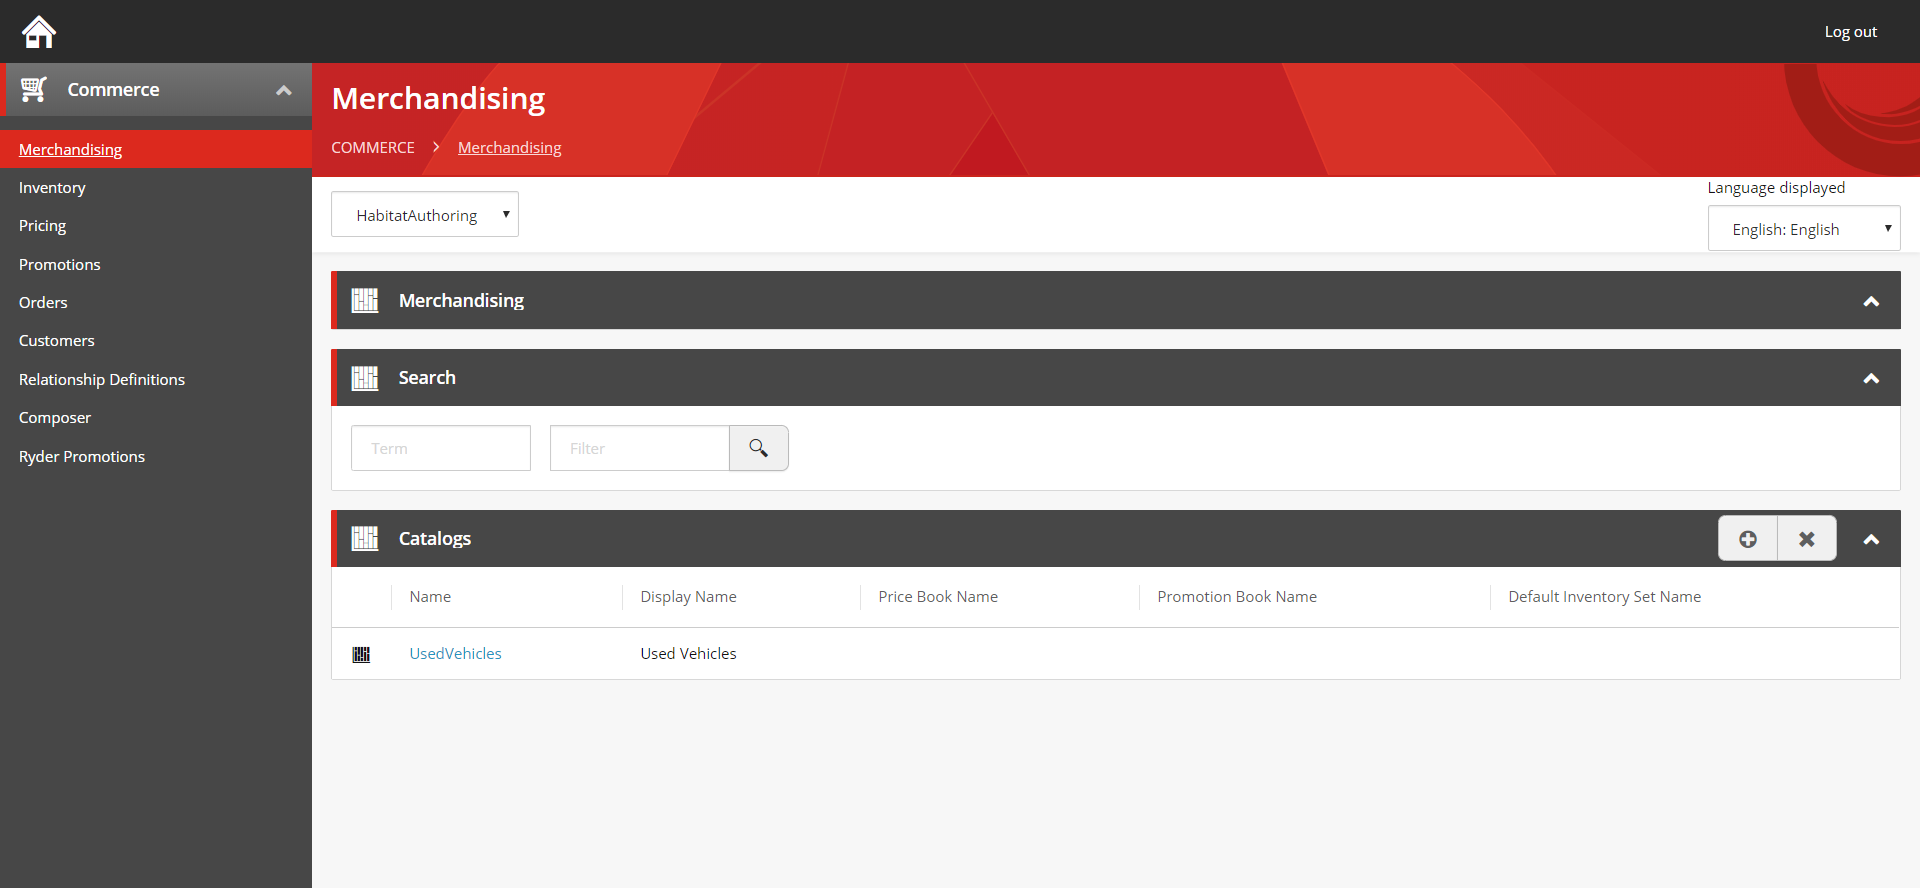 Log out
Commerce
Merchandising
Inventory
Pricing
Promotions
Orders
Customers
Relationship Definitions
Composer
Ryder Promotions
Merchandising
COMMERCE > Merchandising
HabitatAuthoring
Language displayed
English: English
Merchandising
Search
Term Filter
Catalogs
Name Display Name Price Book Name Promotion Book Name Default Inventory Set Name
UsedVehicles Used Vehicles